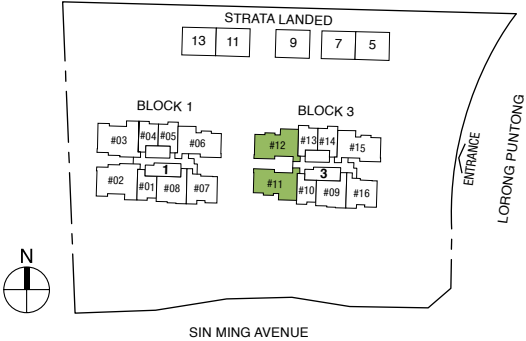 STRATA LANDED
13 11 9 7 5
BLOCK 1
#03 #04 #05 #06
1
#02 #01 #08 #07
BLOCK 3
#12 #13 #14 #15
3
#11 #10 #09 #16
ENTRANCE
LORONG PUNTONG
N
SIN MING AVENUE